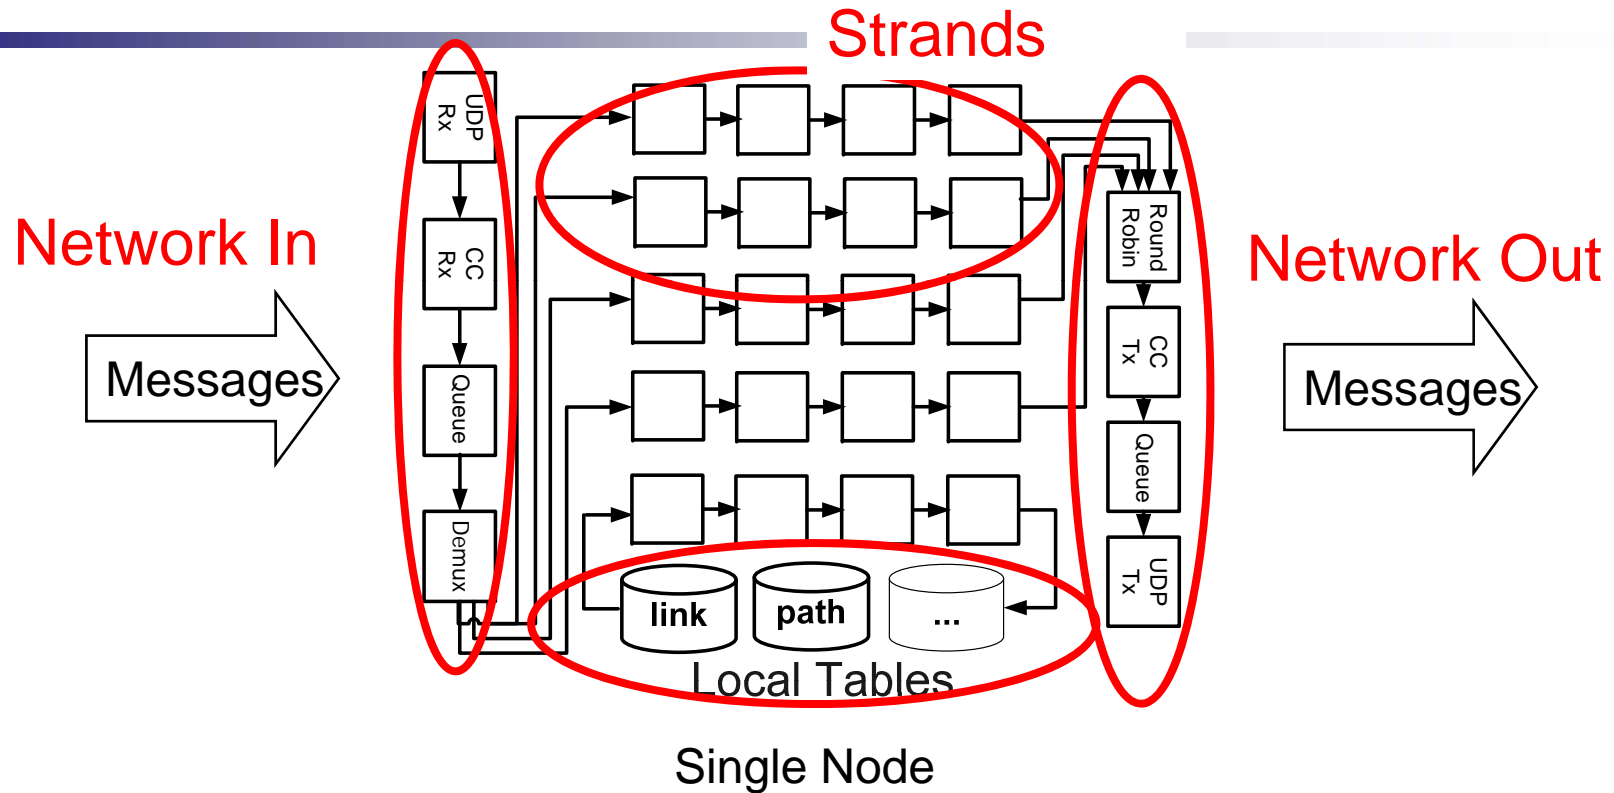 Strands
Network In
Messages
UDP
Rx
CC
Rx
Queue
Demux
Round
Robin
CC
Tx
Queue
UDP
Tx
Network Out
Messages
link
path
...
Local Tables
Single Node